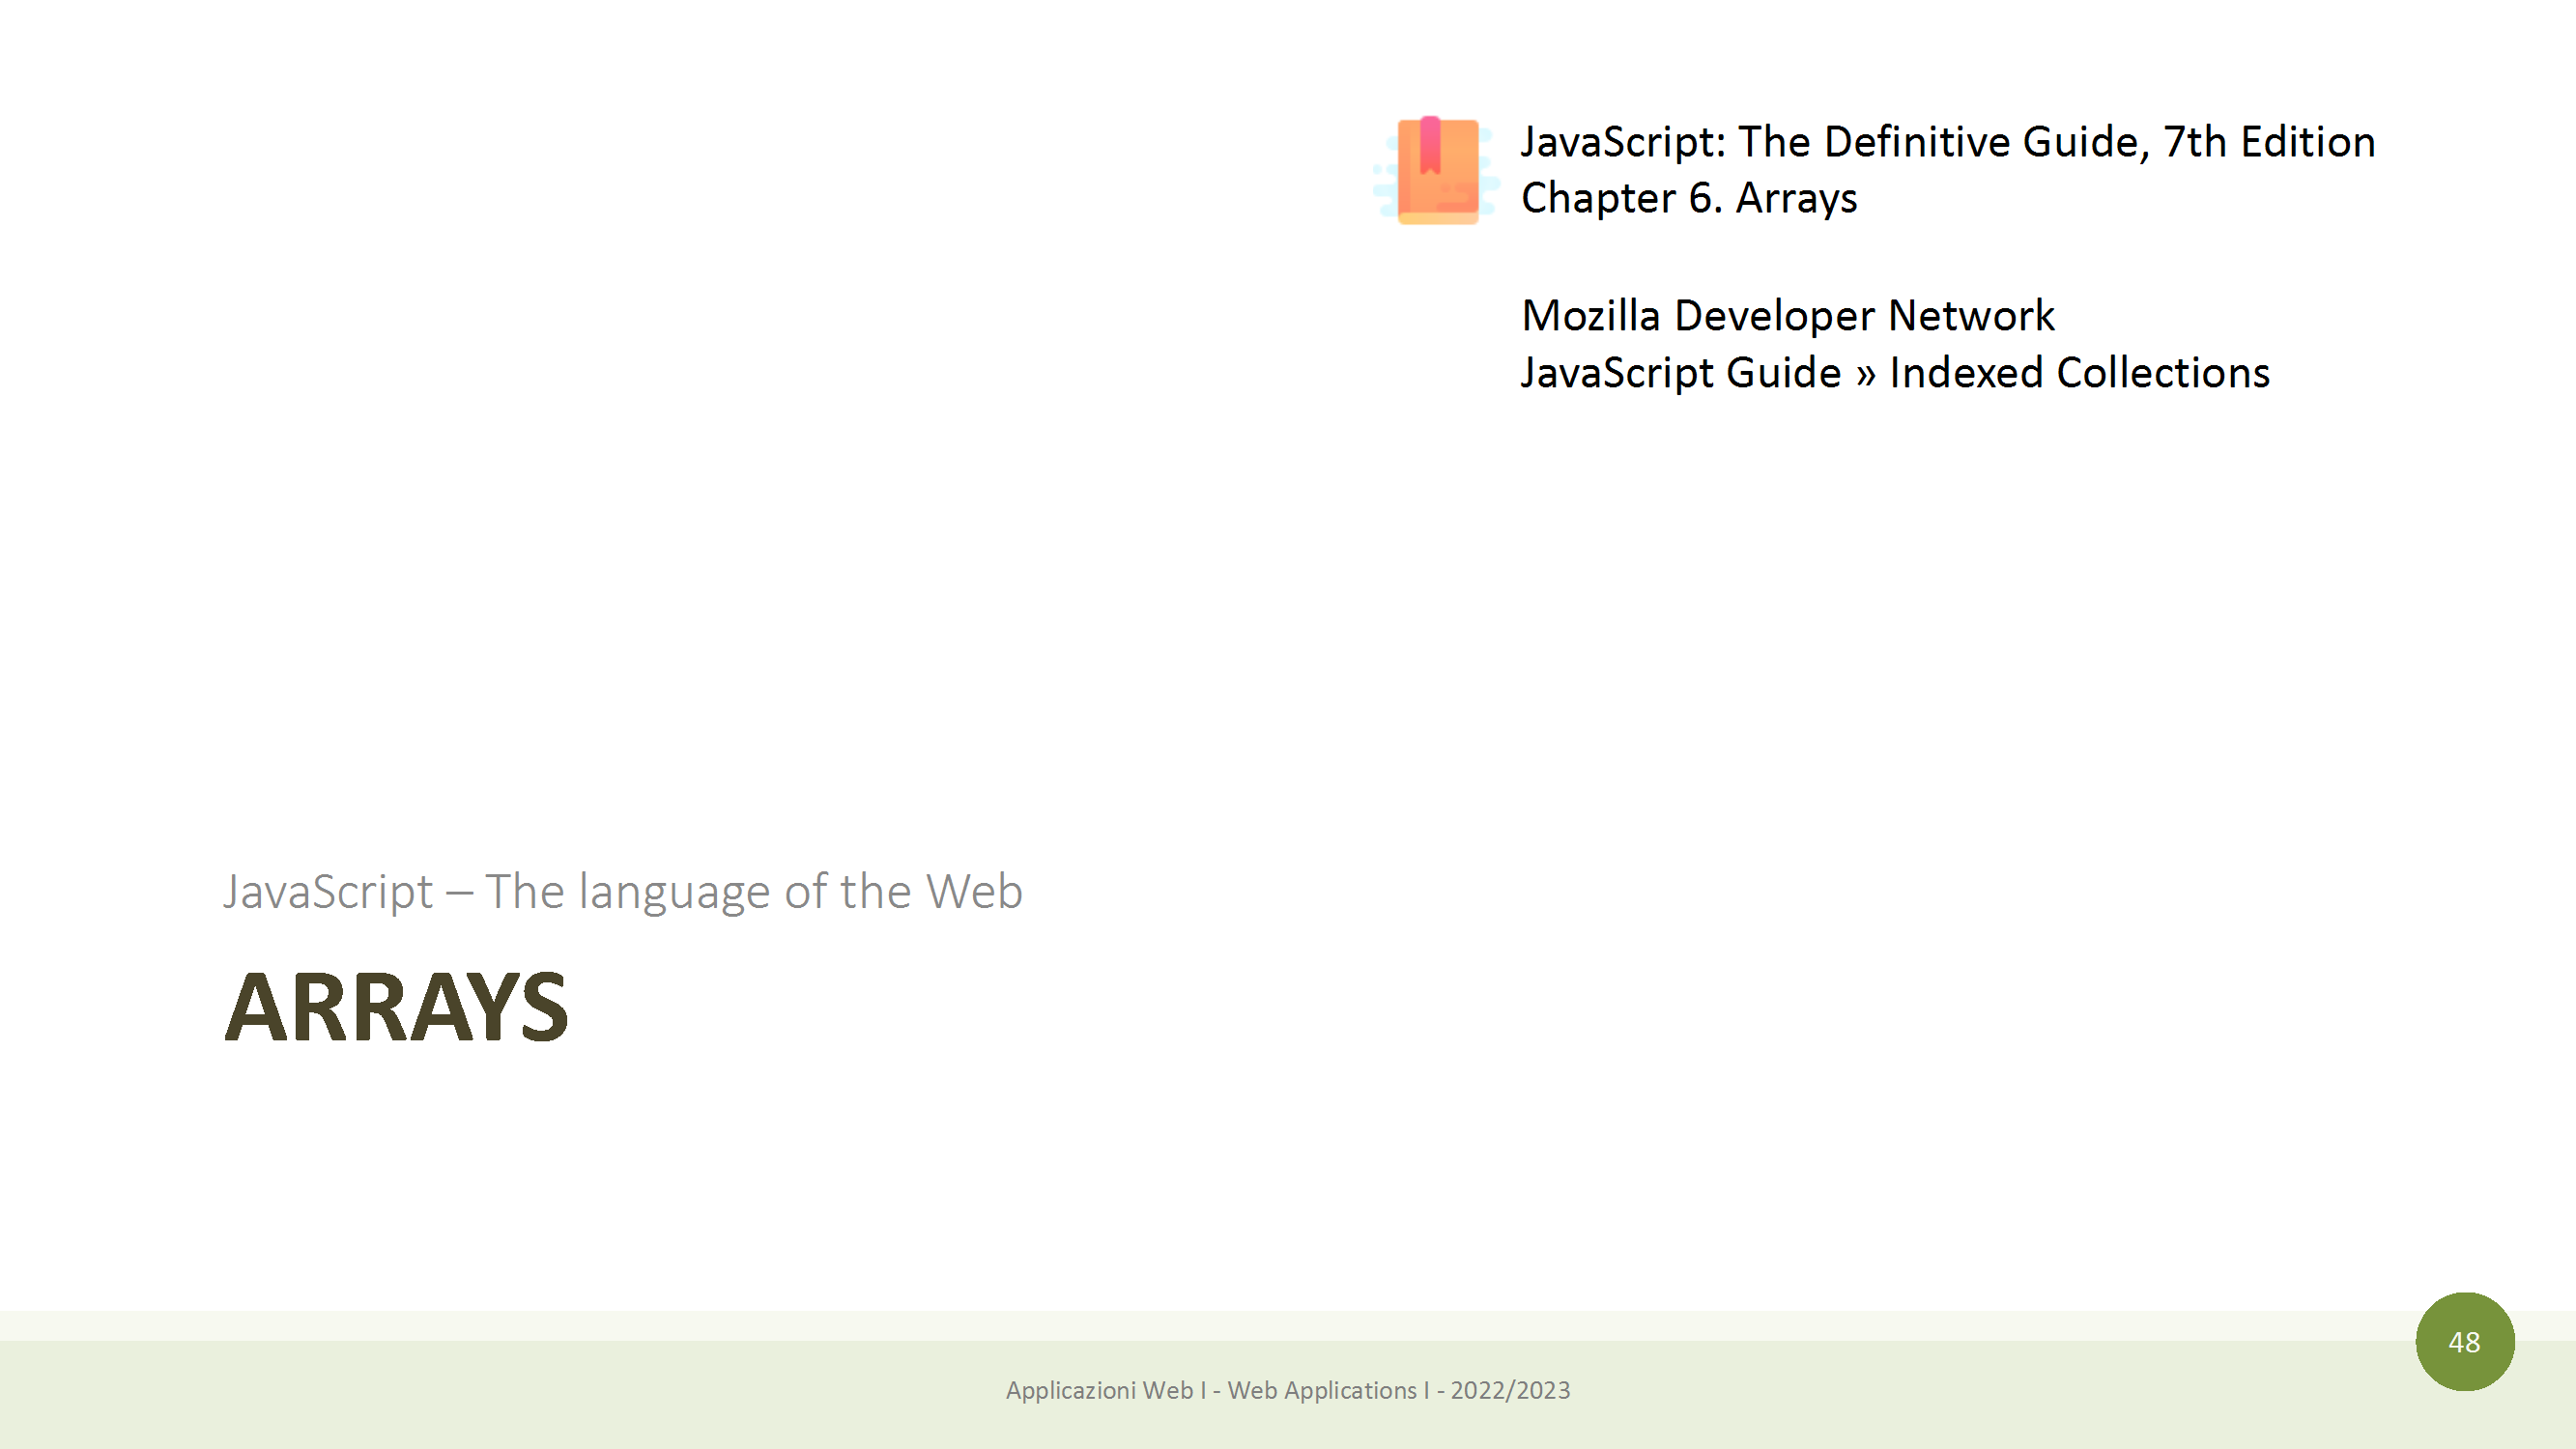 JavaScript: The Definitive Guide, 7th Edition
Chapter 6. Arrays
Mozilla Developer Network
JavaScript Guide » Indexed Collections
JavaScript – The language of the Web
ARRAYS
48
Applicazioni Web I - Web Applications I - 2022/2023